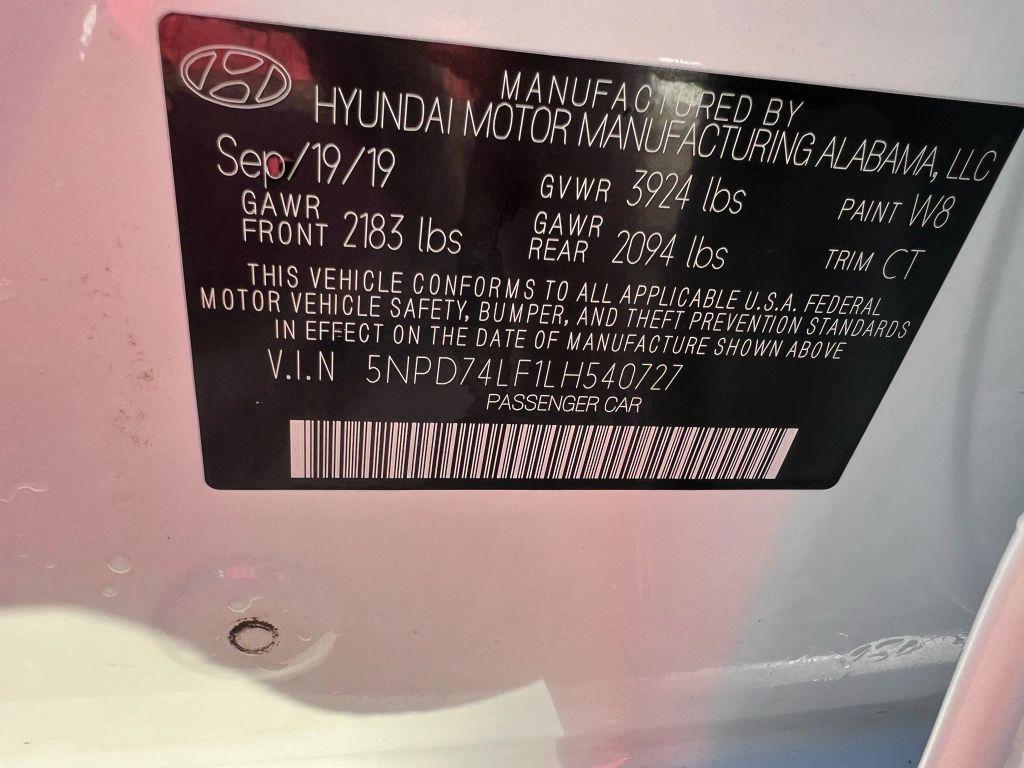 MANUFACTURED BY
HYUNDAI MOTOR MANUFACTURING ALABAMA, LLC
Sep/19/19
GVWR 3924 lbs
PAINT W8
GAWR FRONT 2183 lbs
GAWR REAR 2094 lbs
TRIM CT
THIS VEHICLE CONFORMS TO ALL APPLICABLE U.S.A. FEDERAL
MOTOR VEHICLE SAFETY, BUMPER, AND THEFT PREVENTION STANDARDS
IN EFFECT ON THE DATE OF MANUFACTURE SHOWN ABOVE
V.I.N 5NPD74LF1LH540727
PASSENGER CAR